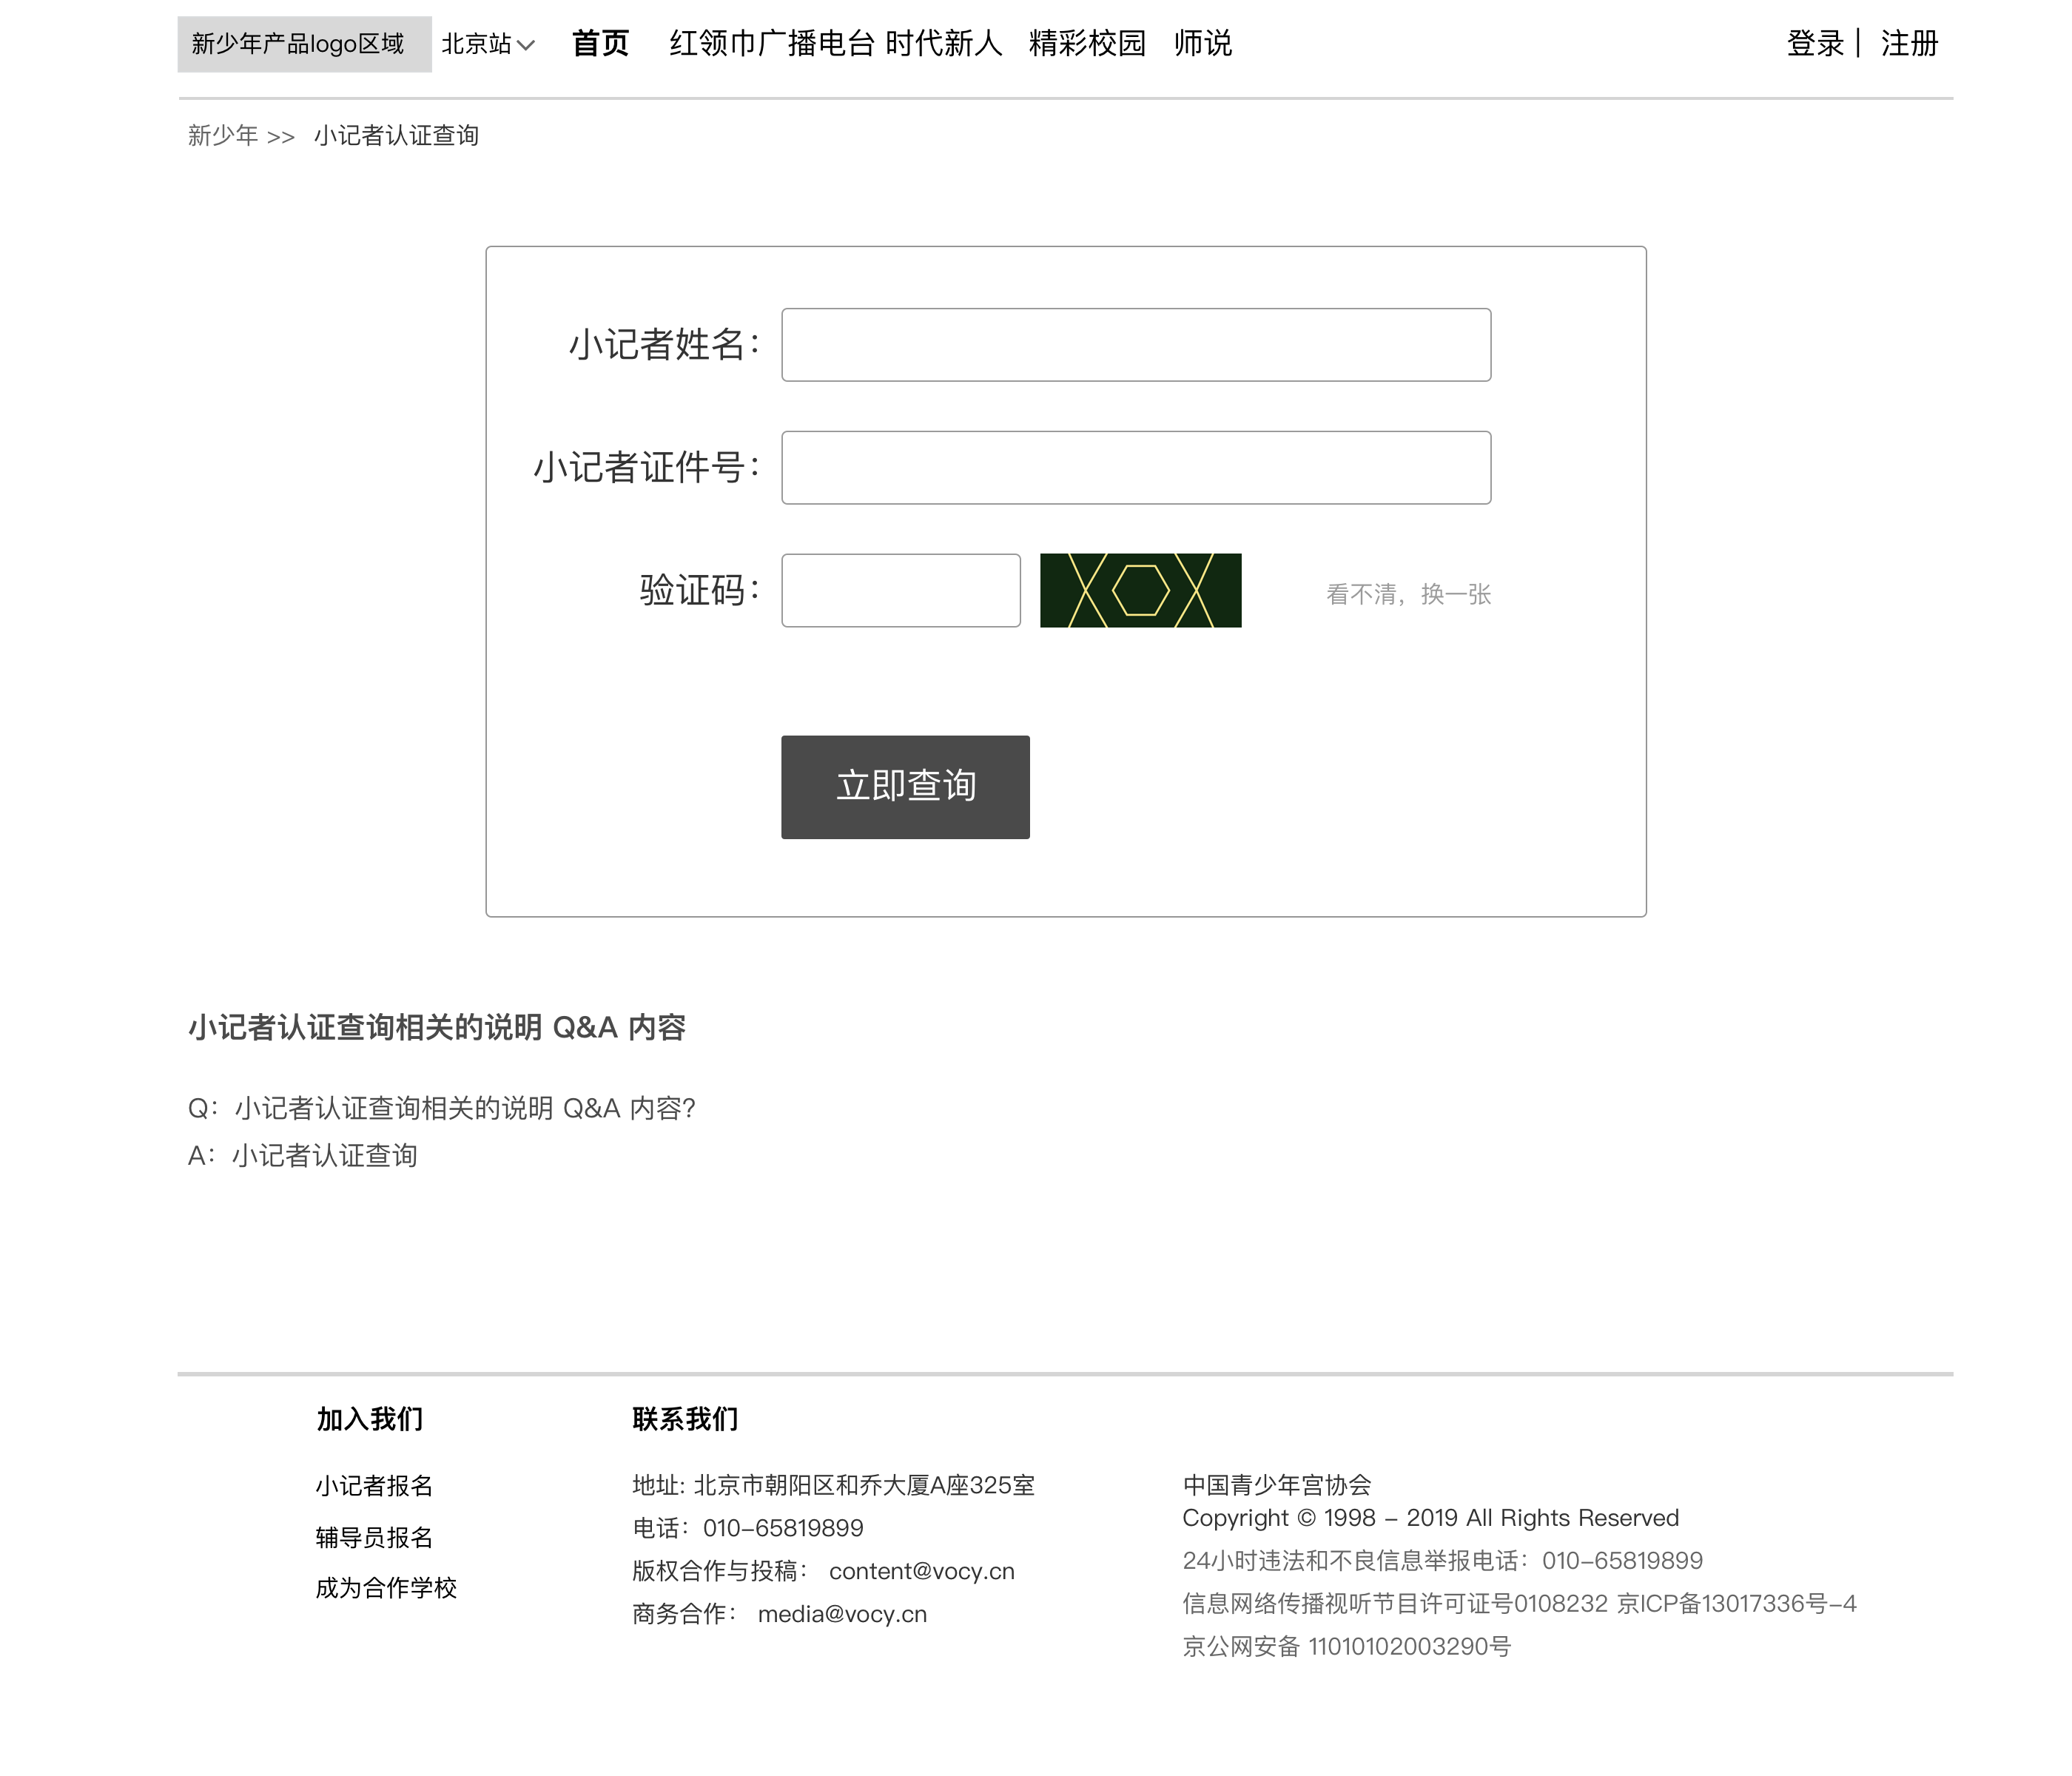 新少年产品logo区域 北京站 首页 红领巾广播电台 时代新人 精彩校园 师说 登录 | 注册
新少年 >> 小记者认证查询
小记者姓名：
小记者证件号：
验证码：
看不清，换一张
立即查询
小记者认证查询相关的说明 Q&A 内容
Q：小记者认证查询相关的说明 Q&A 内容?
A：小记者认证查询
加入我们
小记者报名
辅导员报名
成为合作学校
联系我们
地址: 北京市朝阳区和乔大厦A座325室
电话：010-65819899
版权合作与投稿： content@vocy.cn
商务合作： media@vocy.cn
中国青少年宫协会
Copyright © 1998 - 2019 All Rights Reserved
24小时违法和不良信息举报电话：010-65819899
信息网络传播视听节目许可证号0108232 京ICP备13017336号-4
京公网安备 11010102003290号